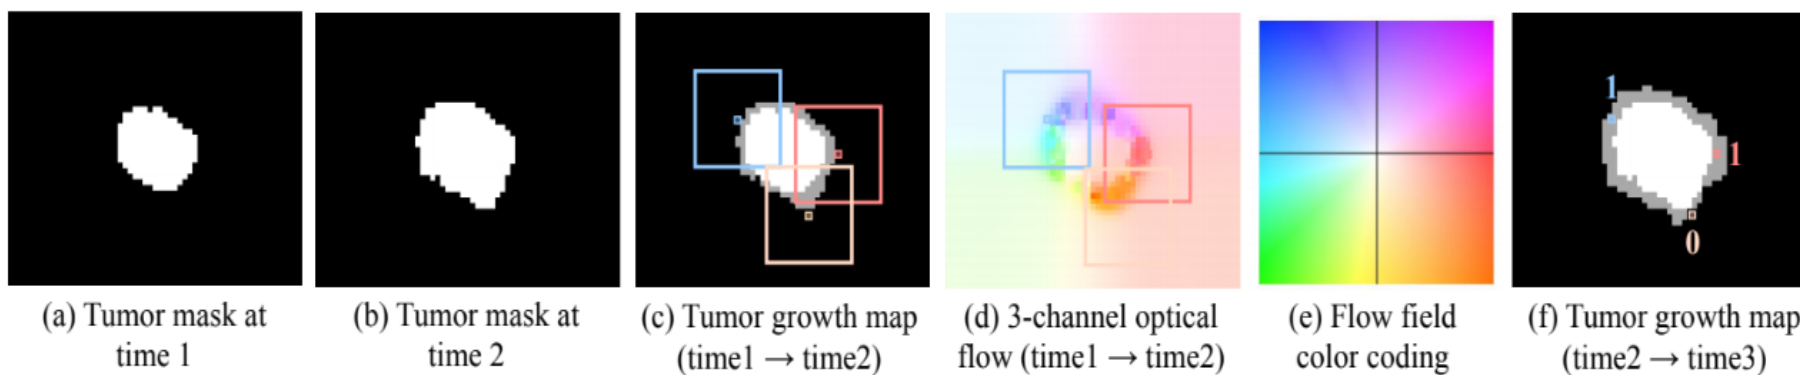 1
1
0
(a) Tumor mask at
time 1
(b) Tumor mask at
time 2
(c) Tumor growth map
(time1 → time2)
(d) 3-channel optical
flow (time1 → time2)
(e) Flow field
color coding
(f) Tumor growth map
(time2 → time3)